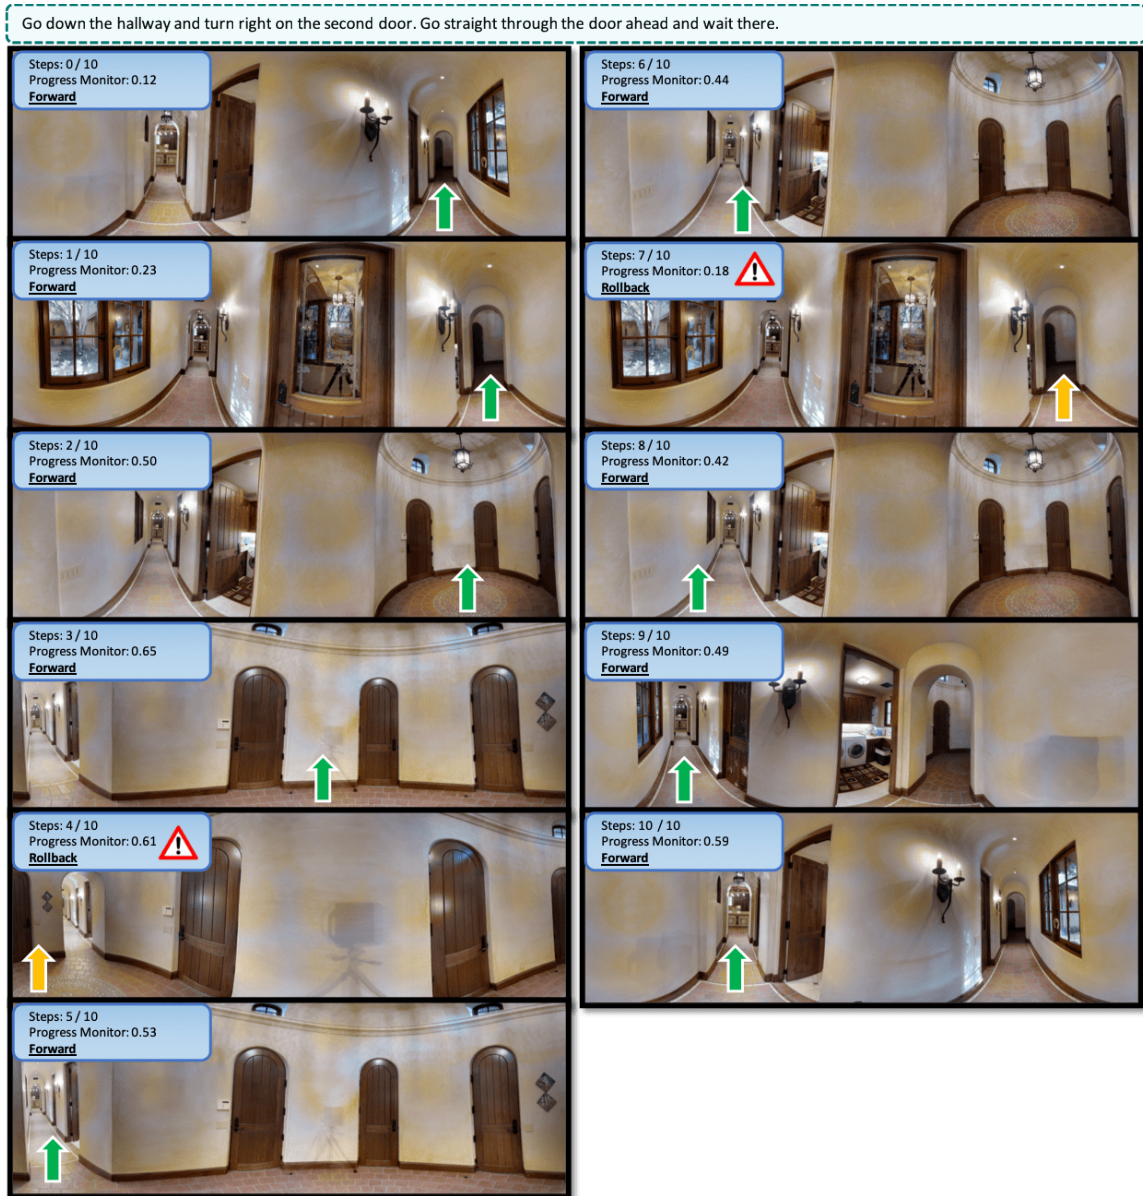 Go down the hallway and turn right on the second door. Go straight through the door ahead and wait there.
Steps: 0 / 10
Progress Monitor: 0.12
Forward
Steps: 1 / 10
Progress Monitor: 0.23
Forward
Steps: 2 / 10
Progress Monitor: 0.50
Forward
Steps: 3 / 10
Progress Monitor: 0.65
Forward
Steps: 4 / 10
Progress Monitor: 0.61
Rollback
Steps: 5 / 10
Progress Monitor: 0.53
Forward
Steps: 6 / 10
Progress Monitor: 0.44
Forward
Steps: 7 / 10
Progress Monitor: 0.18
Rollback
Steps: 8 / 10
Progress Monitor: 0.42
Forward
Steps: 9 / 10
Progress Monitor: 0.49
Forward
Steps: 10 / 10
Progress Monitor: 0.59
Forward